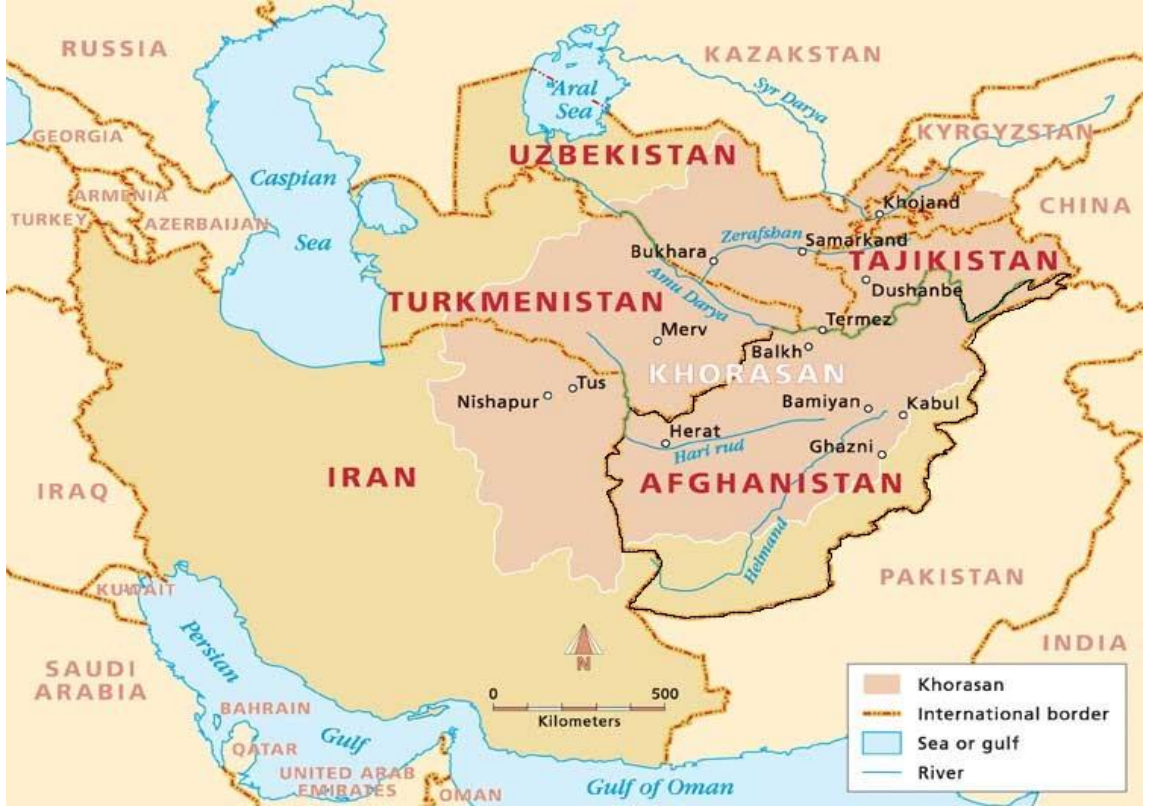 RUSSIA
KAZAKSTAN
Aral
Sea
Syr Darya
GEORGIA
KYRGYZSTAN
UZBEKISTAN
Caspian
Sea
ARMENIA
TURKEY
AZERBAIJAN
Khojand
CHINA
Zerafshan
Samarkand
Bukhara
TAJIKISTAN
Amu Darya
Dushanbe
TURKMENISTAN
Termez
Merv
Balkh
KHORASAN
Tus
Nishapur
Bamiyan
Kabul
Herat
Hari rud
Ghazni
IRAN
AFGHANISTAN
IRAQ
Helmand
PAKISTAN
KUWAIT
Persian
Gulf
INDIA
SAUDI
ARABIA
N
0 500
Kilometers
BAHRAIN
QATAR
UNITED ARAB
EMIRATES
OMAN
Gulf of Oman
Khorasan
International border
Sea or gulf
River